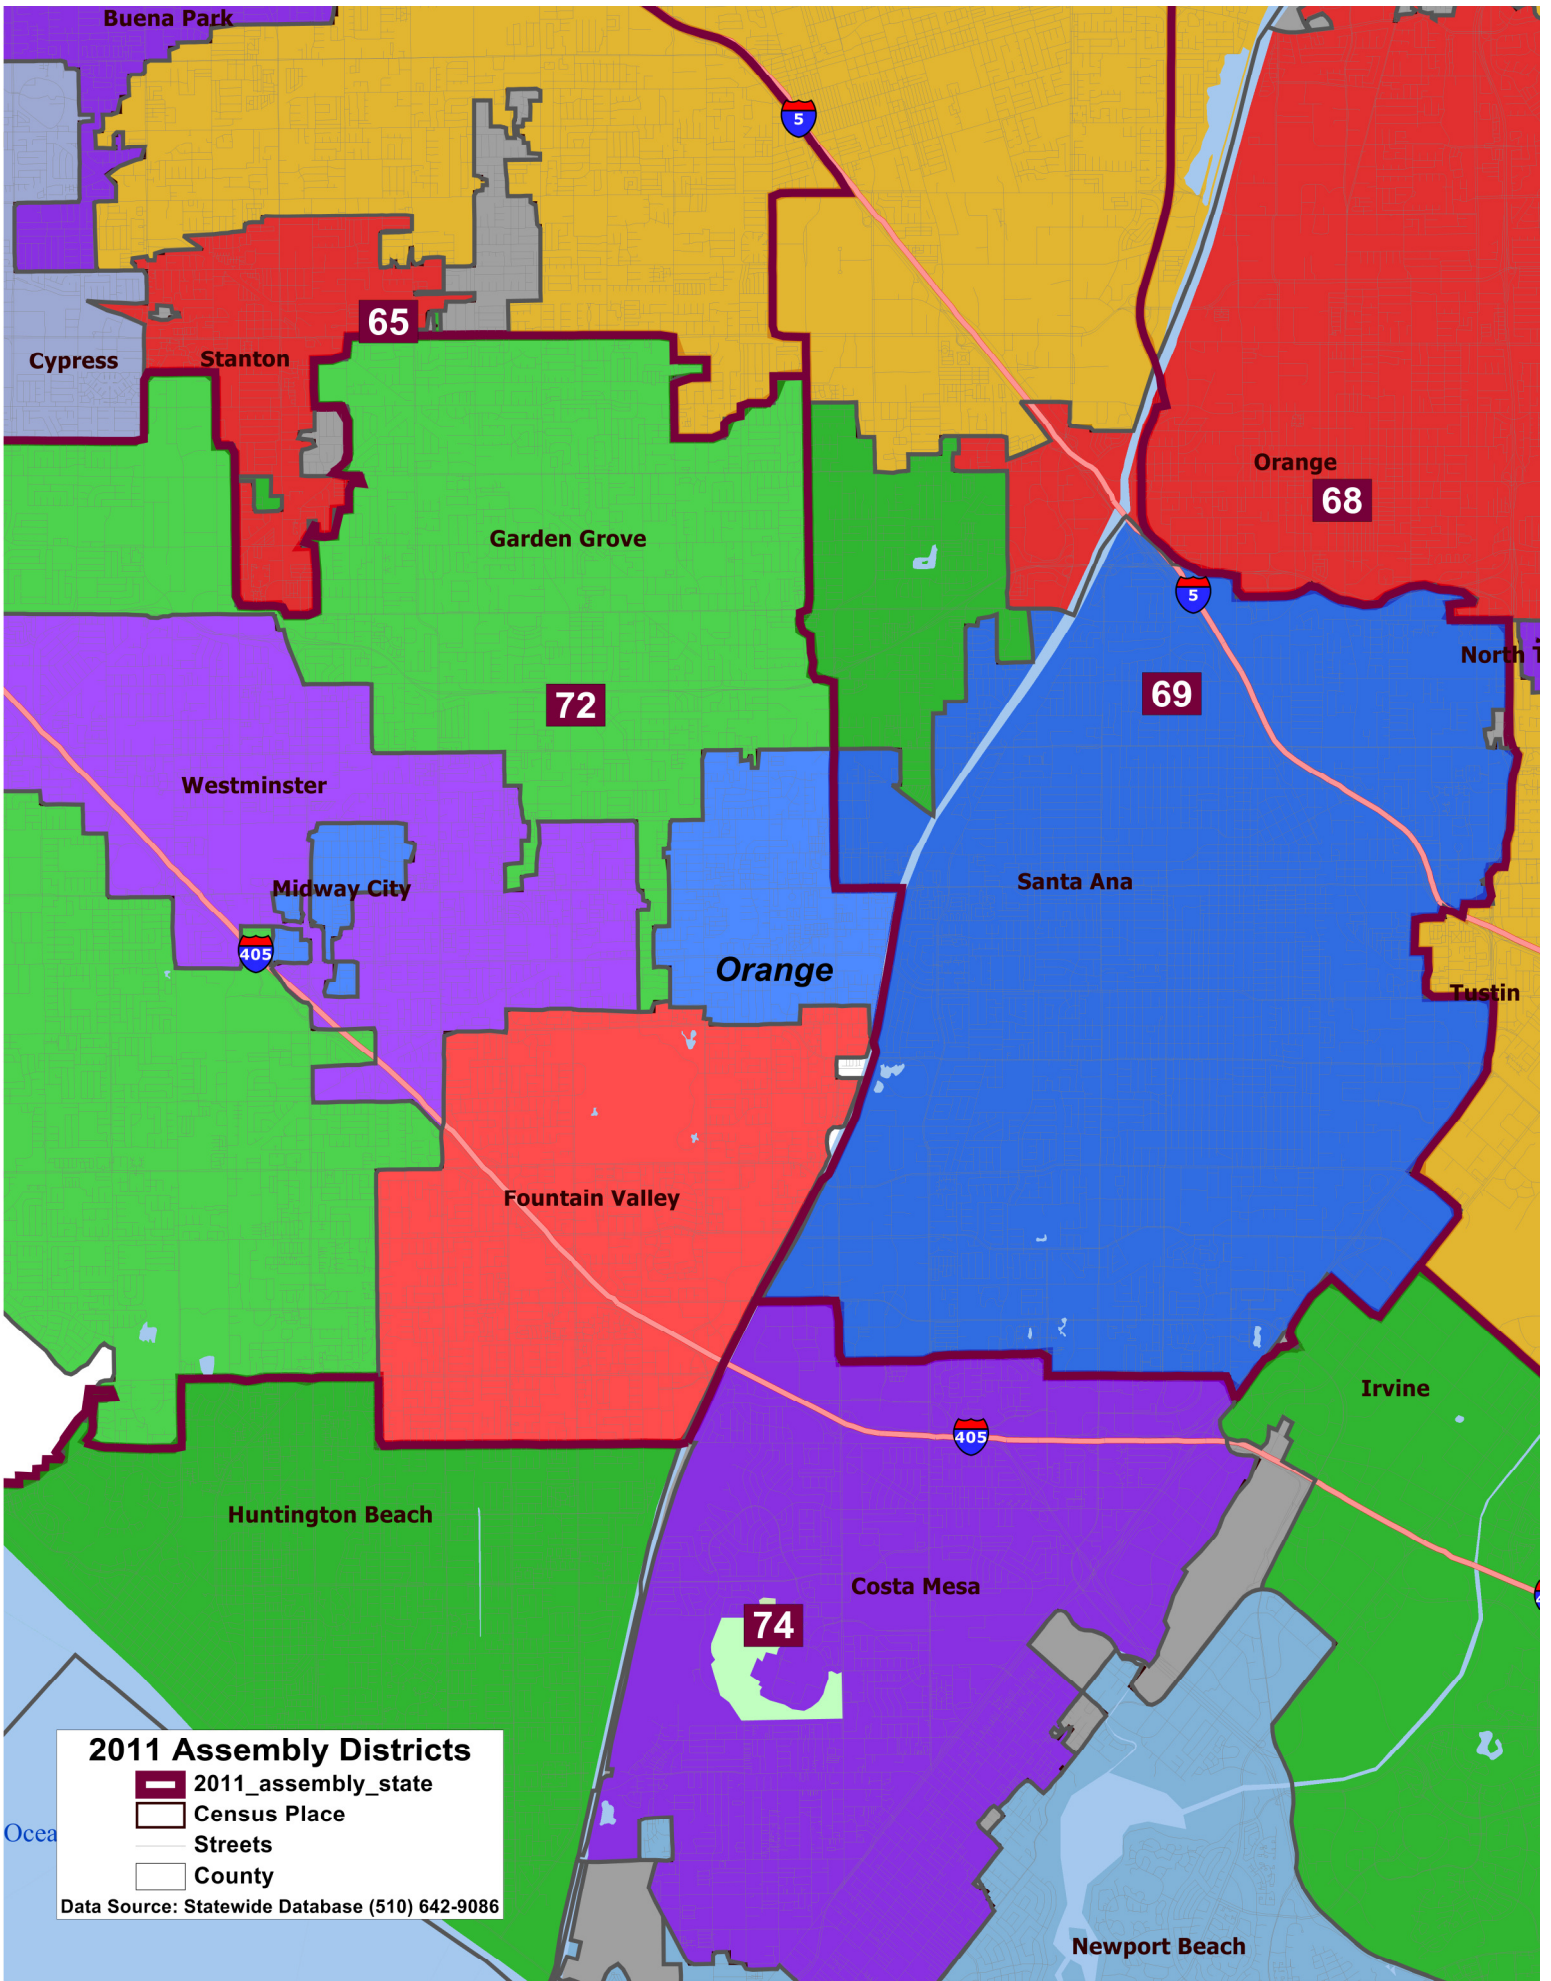 Buena Park
5
65
Cypress
Stanton
Orange
68
Garden Grove
5
North T
69
72
Westminster
Santa Ana
Midway City
405
Orange
Tustin
Fountain Valley
Irvine
405
Huntington Beach
Costa Mesa
74
2011 Assembly Districts
2011_assembly_state
Census Place
Ocea
Streets
County
Data Source: Statewide Database (510) 642-9086
Newport Beach